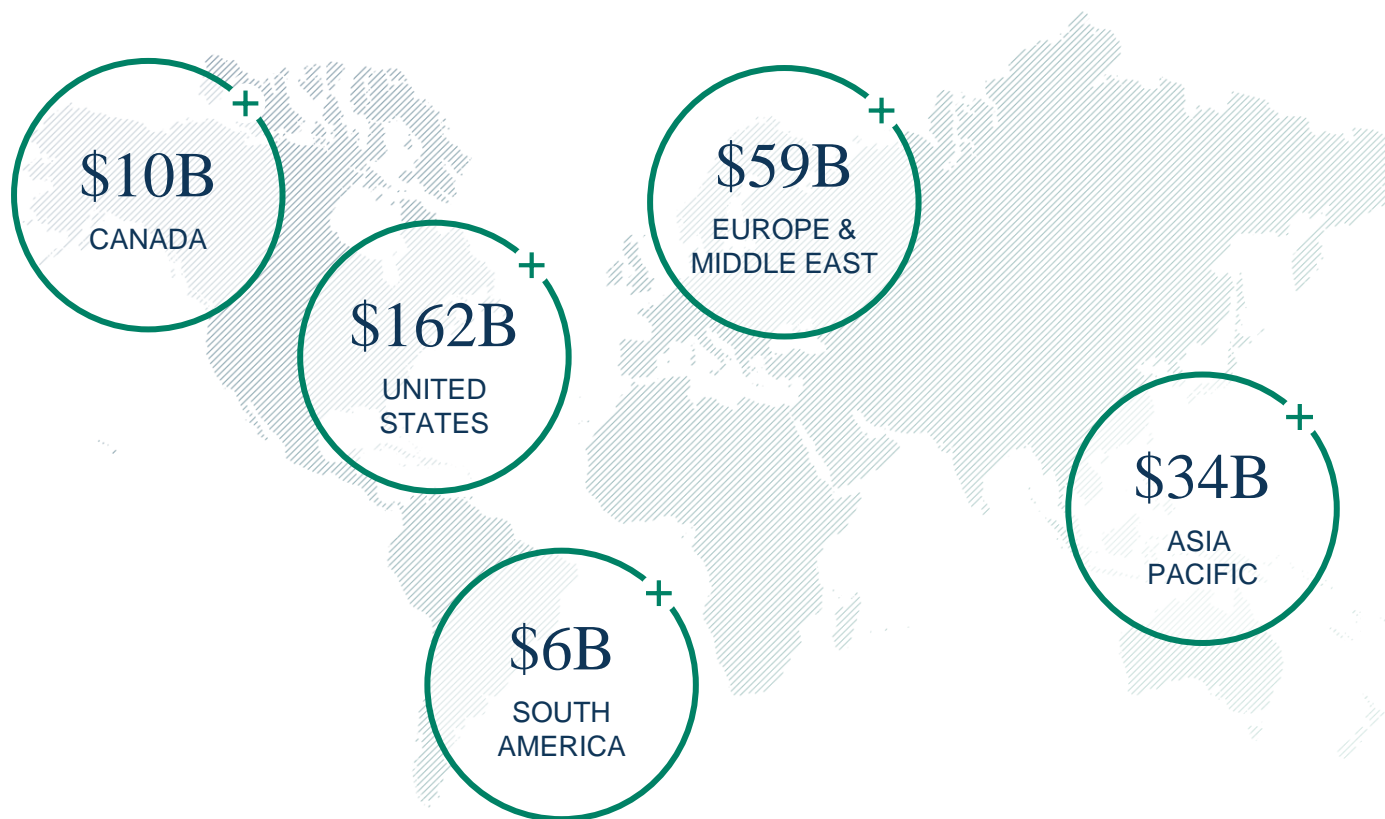 +
$10B
CANADA
+
$162B
UNITED
STATES
+
$59B
EUROPE &
MIDDLE EAST
+
$34B
ASIA
PACIFIC
+
$6B
SOUTH
AMERICA